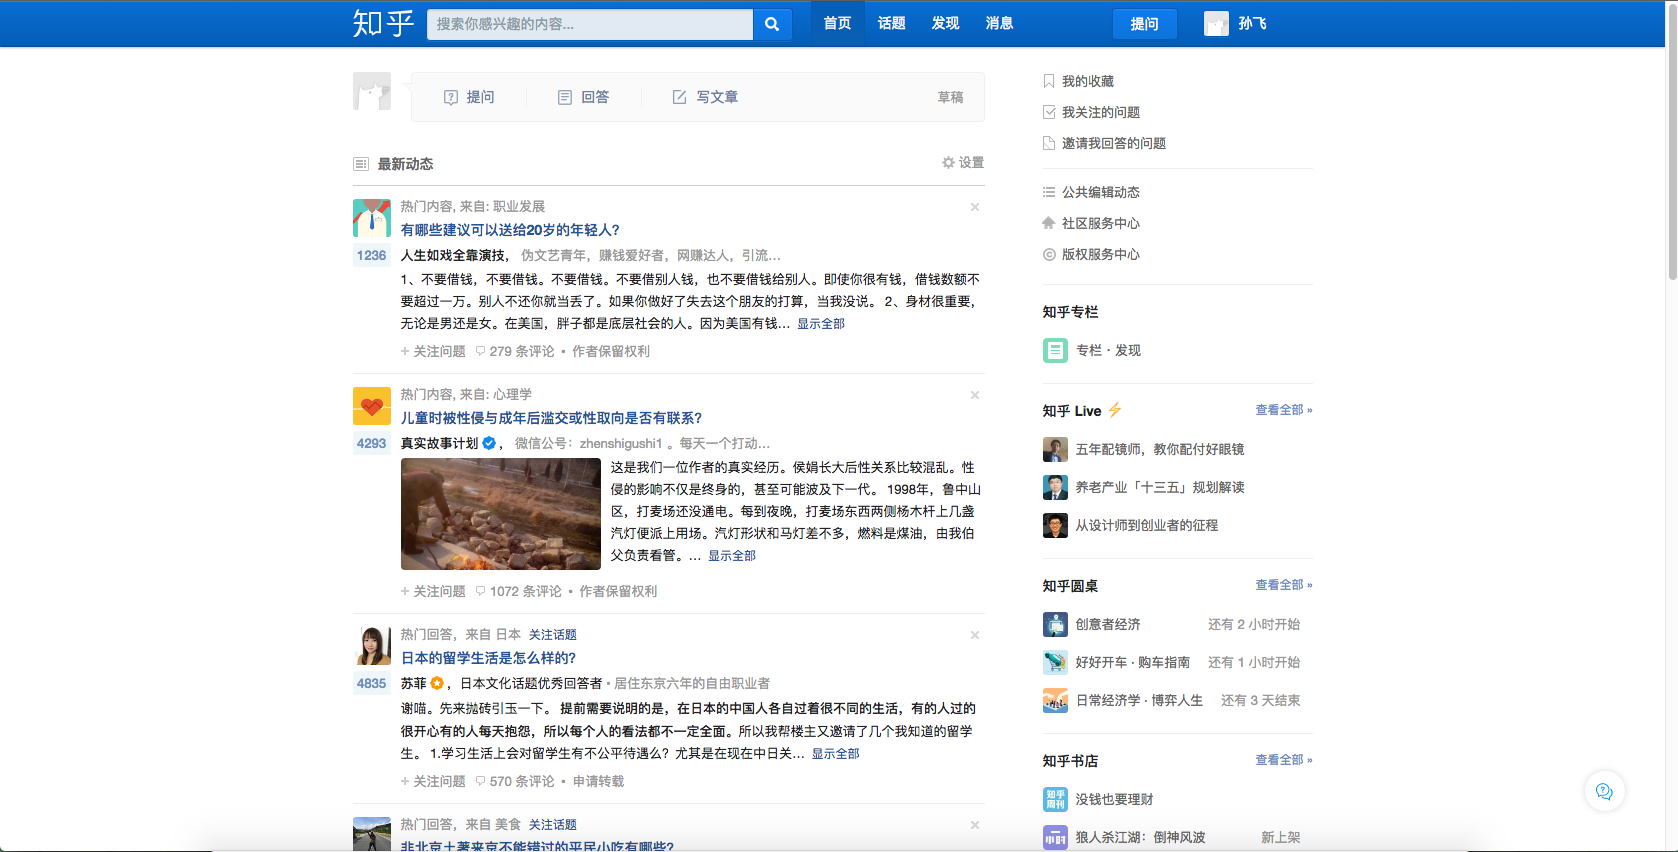 知乎
搜索你感兴趣的内容...
首页 话题 发现 消息
提问
孙飞
提问 回答 写文章 草稿
最新动态 设置
热门内容, 来自: 职业发展
有哪些建议可以送给20岁的年轻人?
1236 人生如戏全靠演技， 伪文艺青年，赚钱爱好者，网赚达人，引流...
1、不要借钱，不要借钱。不要借钱。不要借别人钱，也不要借钱给别人。即使你很有钱，借钱数额不
要超过一万。别人不还你就当丢了。如果你做好了失去这个朋友的打算，当我没说。 2、身材很重要，
无论是男还是女。在美国，胖子都是底层社会的人。因为美国有钱... 显示全部
+ 关注问题 279 条评论 • 作者保留权利
热门内容, 来自: 心理学
儿童时被性侵与成年后滥交或性取向是否有联系?
4293 真实故事计划 ， 微信公号：zhenshigushi1 。每天一个打动...
这是我们一位作者的真实经历。侯娟长大后性关系比较混乱。性
侵的影响不仅是终身的，甚至可能波及下一代。 1998年，鲁中山
区，打麦场还没通电。每到夜晚，打麦场东西两侧杨木杆上几盏
汽灯便派上用场。汽灯形状和马灯差不多，燃料是煤油，由我伯
父负责看管。... 显示全部
+ 关注问题 1072 条评论 • 作者保留权利
热门回答，来自 日本 关注话题
日本的留学生活是怎么样的?
4835 苏菲 ，日本文化话题优秀回答者 • 居住东京六年的自由职业者
谢喵。先来抛砖引玉一下。 提前需要说明的是，在日本的中国人各自过着很不同的生活，有的人过的
很开心有的人每天抱怨，所以每个人的看法都不一定全面。所以我帮楼主又邀请了几个我知道的留学
生。 1.学习生活上会对留学生有不公平待遇么？尤其是在现在中日关... 显示全部
+ 关注问题 570 条评论 • 申请转载
热门回答，来自 美食 关注话题
非北京土著来京不能错过的平民小吃有哪些?
我的收藏
我关注的问题
邀请我回答的问题
公共编辑动态
社区服务中心
版权服务中心
知乎专栏
专栏 · 发现
知乎 Live 查看全部 »
五年配镜师，教你配付好眼镜
养老产业「十三五」规划解读
从设计师到创业者的征程
知乎圆桌 查看全部 »
创意者经济 还有 2 小时开始
好好开车 · 购车指南 还有 1 小时开始
日常经济学 · 博弈人生 还有 3 天结束
知乎书店 查看全部 »
知乎周刊 没钱也要理财
一小时 狼人杀江湖：倒神风波 新上架